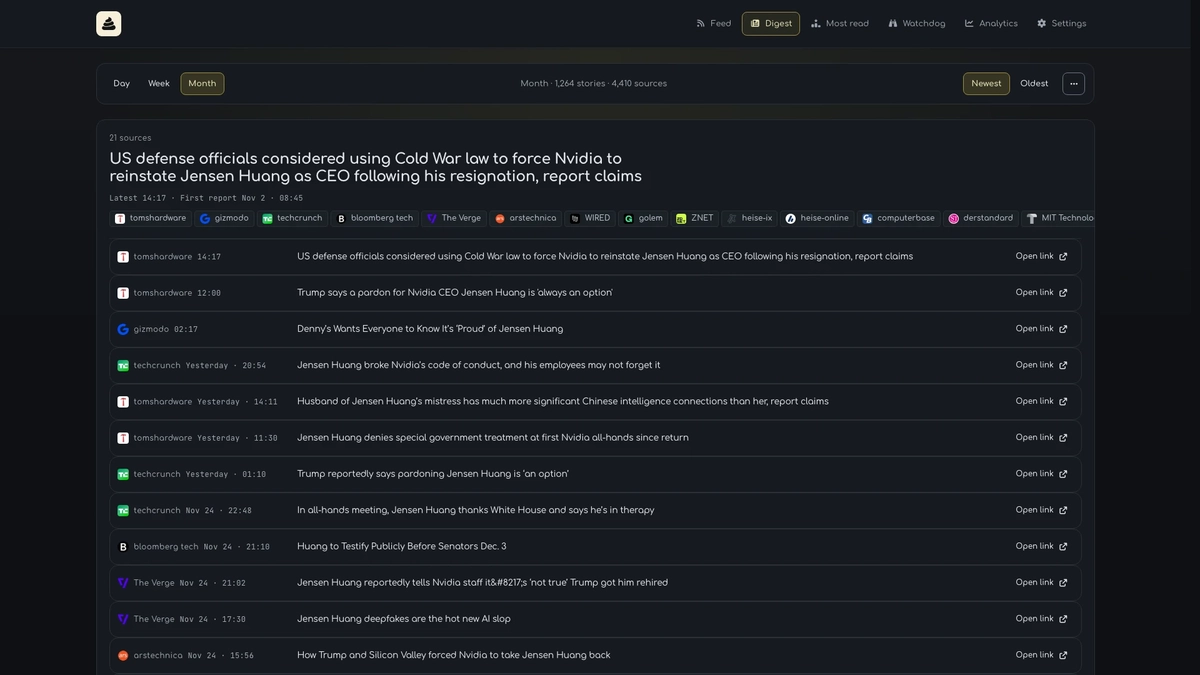 Feed Digest Most read Watchdog Analytics Settings
Day Week Month Month · 1,264 stories · 4,410 sources Newest Oldest ...
21 sources
US defense officials considered using Cold War law to force Nvidia to
reinstate Jensen Huang as CEO following his resignation, report claims
Latest 14:17 · First report Nov 2 · 08:45
tomshardware gizmodo techcrunch bloomberg tech The Verge arstechnica WIRED golem ZNET heise-ix heise-online computerbase derstandard MIT Technolo
tomshardware 14:17 US defense officials considered using Cold War law to force Nvidia to reinstate Jensen Huang as CEO following his resignation, report claims Open link
tomshardware 12:00 Trump says a pardon for Nvidia CEO Jensen Huang is 'always an option' Open link
gizmodo 02:17 Denny's Wants Everyone to Know It's 'Proud' of Jensen Huang Open link
techcrunch Yesterday · 20:54 Jensen Huang broke Nvidia's code of conduct, and his employees may not forget it Open link
tomshardware Yesterday · 14:11 Husband of Jensen Huang's mistress has much more significant Chinese intelligence connections than her, report claims Open link
tomshardware Yesterday · 11:30 Jensen Huang denies special government treatment at first Nvidia all-hands since return Open link
techcrunch Yesterday · 01:10 Trump reportedly says pardoning Jensen Huang is 'an option' Open link
techcrunch Nov 24 · 22:48 In all-hands meeting, Jensen Huang thanks White House and says he's in therapy Open link
bloomberg tech Nov 24 · 21:10 Huang to Testify Publicly Before Senators Dec. 3 Open link
The Verge Nov 24 · 21:02 Jensen Huang reportedly tells Nvidia staff it&#8217;s 'not true' Trump got him rehired Open link
The Verge Nov 24 · 17:30 Jensen Huang deepfakes are the hot new AI slop Open link
arstechnica Nov 24 · 15:56 How Trump and Silicon Valley forced Nvidia to take Jensen Huang back Open link